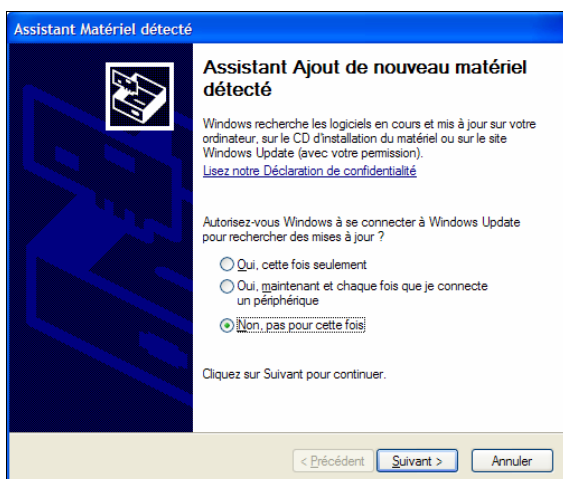 Assistant Matériel détecté
Assistant Ajout de nouveau matériel
détecté
Windows recherche les logiciels en cours et mis à jour sur votre
ordinateur, sur le CD d'installation du matériel ou sur le site
Windows Update (avec votre permission).
Lisez notre Déclaration de confidentialité
Autorisez-vous Windows à se connecter à Windows Update
pour rechercher des mises à jour ?
Oui, cette fois seulement
Oui, maintenant et chaque fois que je connecte
un périphérique
Non, pas pour cette fois
Cliquez sur Suivant pour continuer.
< Précédent Suivant > Annuler